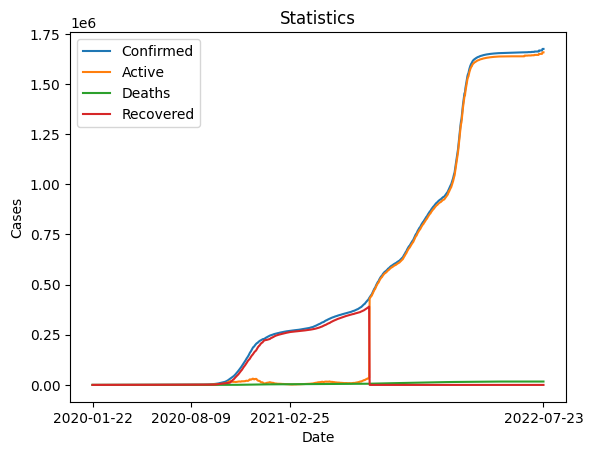 Statistics
1e6
1.75
1.50
1.25
1.00
0.75
0.50
0.25
0.00
Cases
Confirmed
Active
Deaths
Recovered
2020-01-22 2020-08-09 2021-02-25 2022-07-23
Date